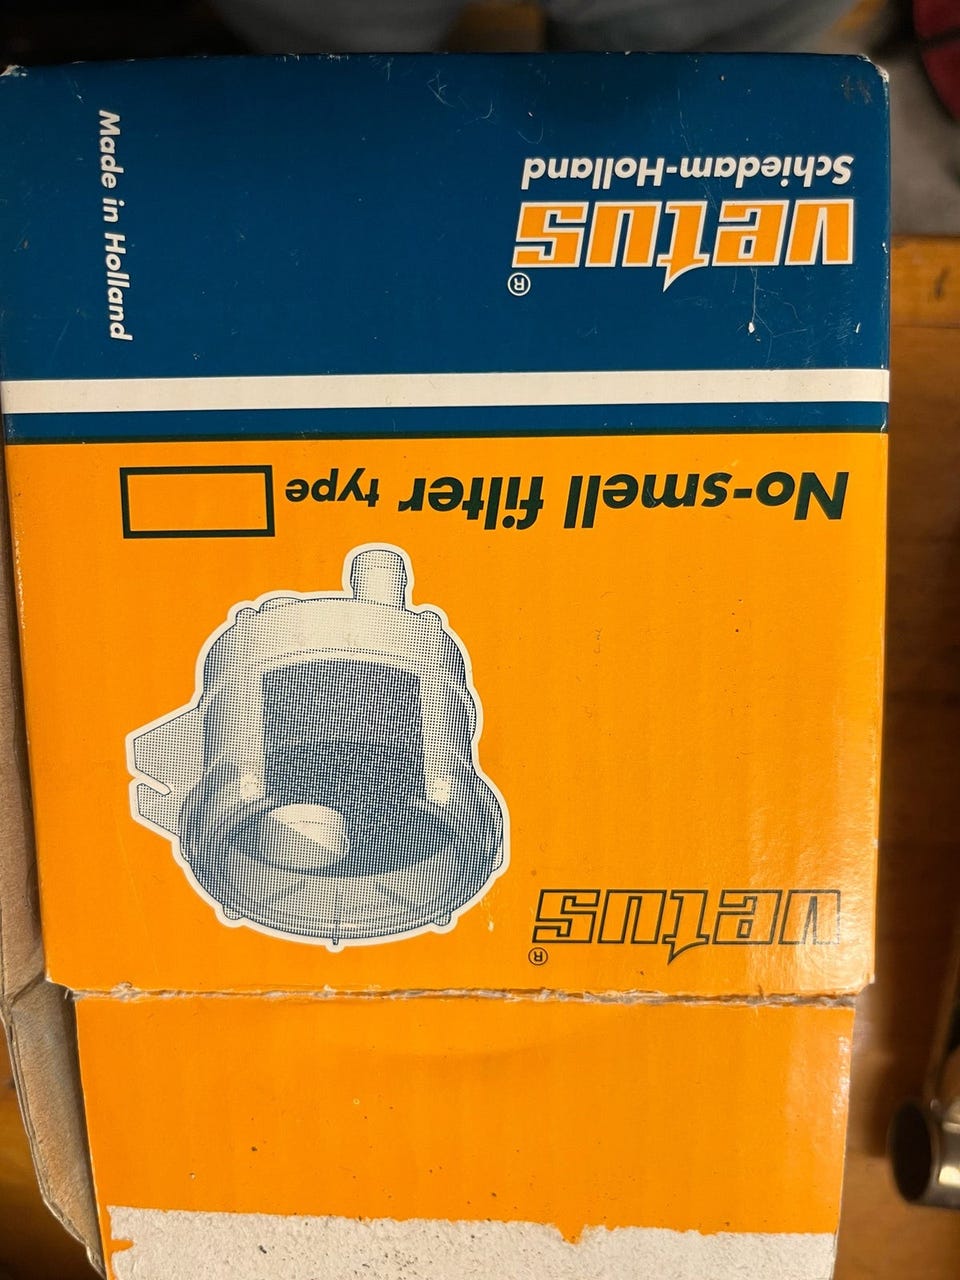 vetus®
No-smell filter type
vetus®
Schiedam-Holland
Made in Holland